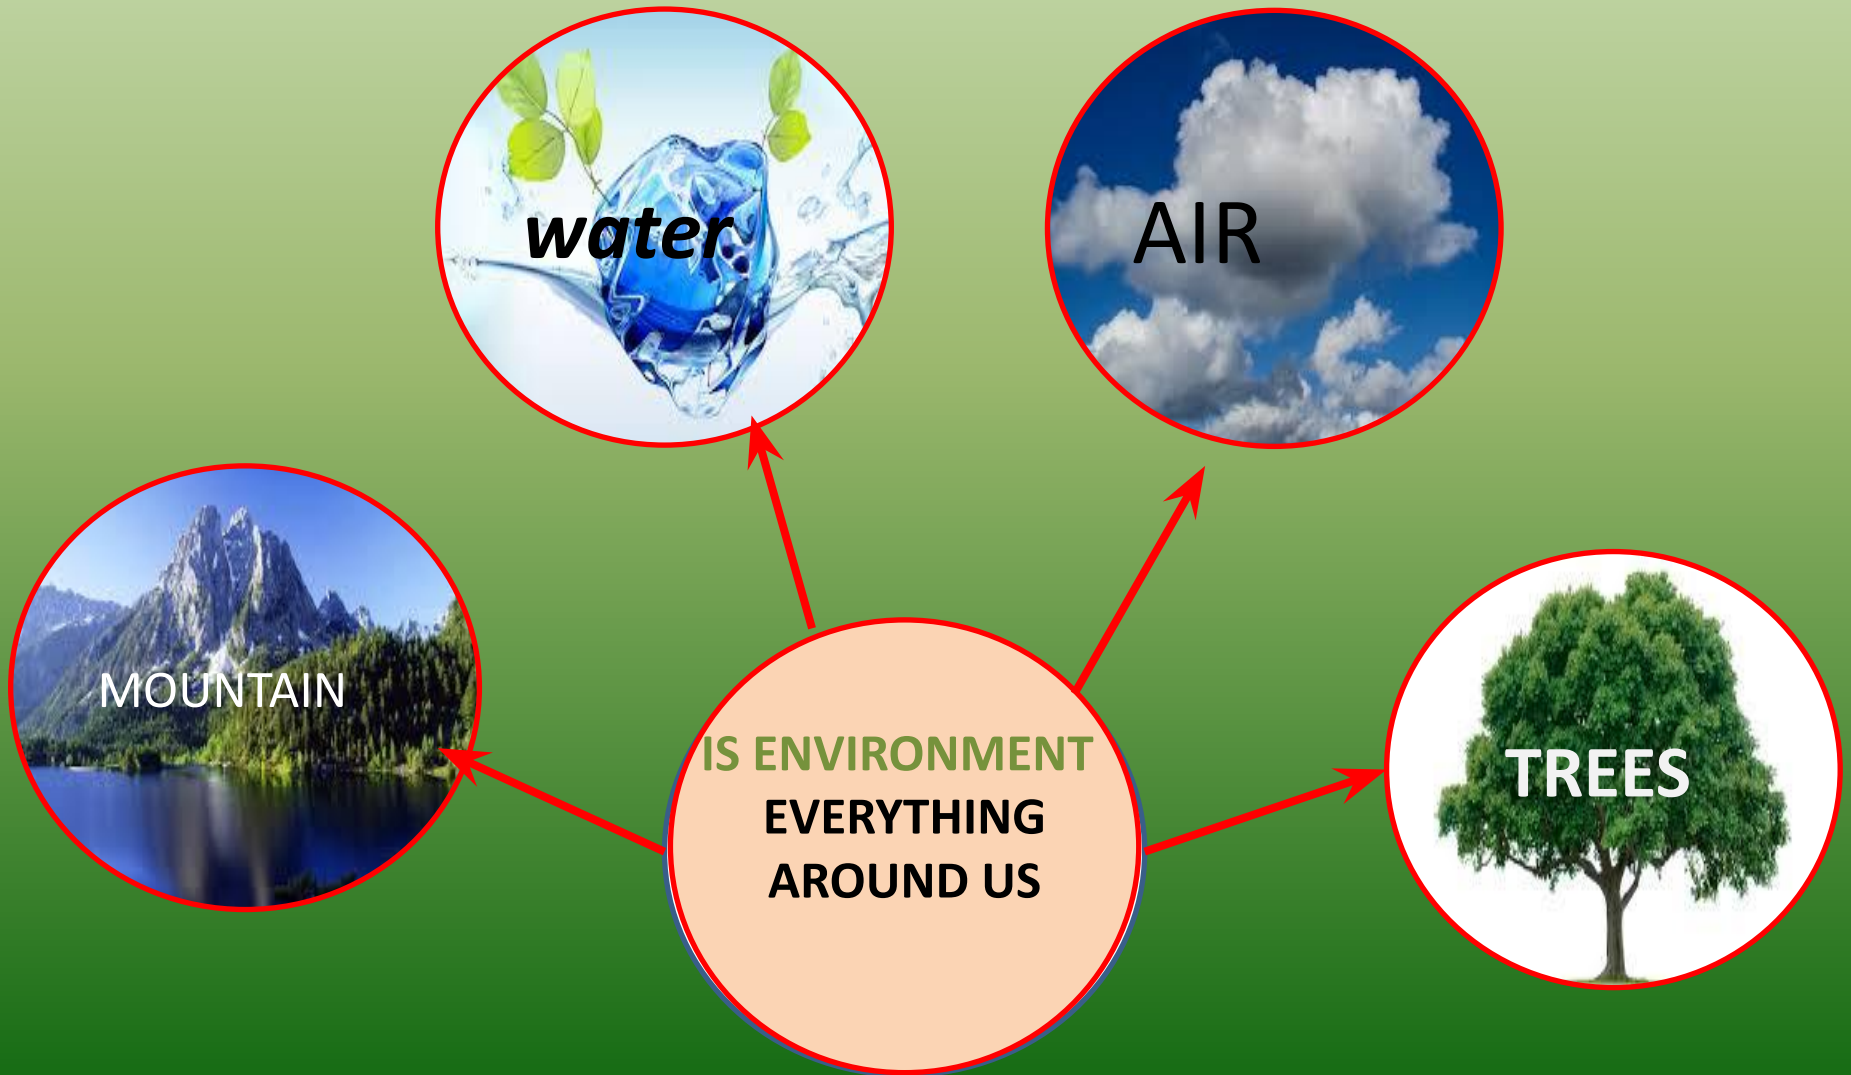 water
AIR
MOUNTAIN
TREES
IS ENVIRONMENT
EVERYTHING
AROUND US